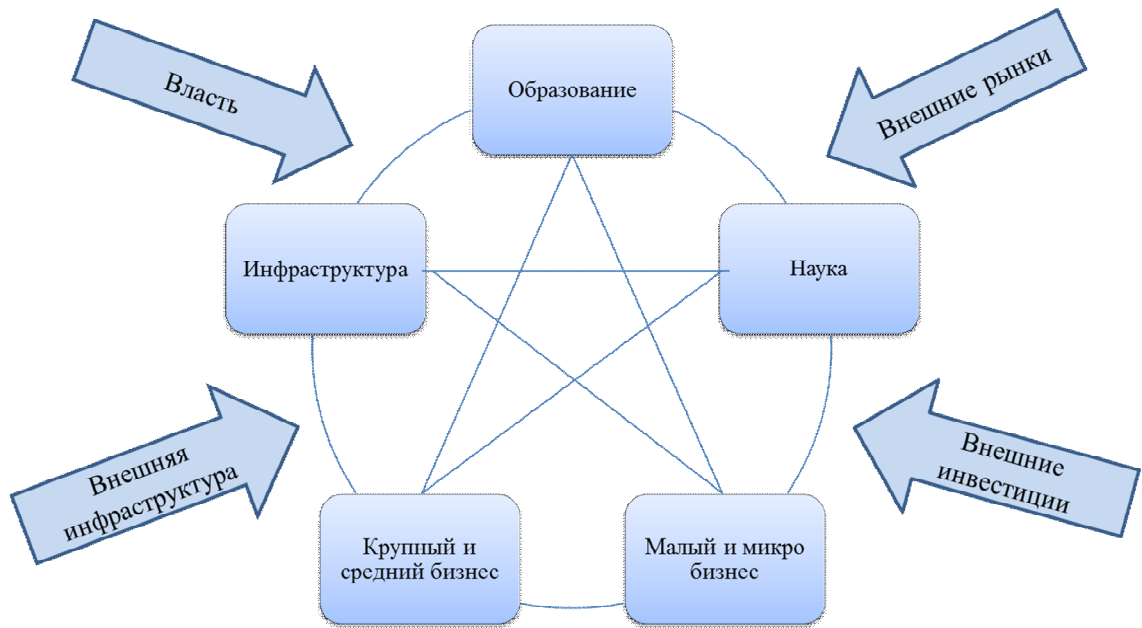 Образование
Власть
Внешние рынки
Инфраструктура
Наука
Внешняя
инфраструктура
Внешние
инвестиции
Крупный и
средний бизнес
Малый и микро
бизнес